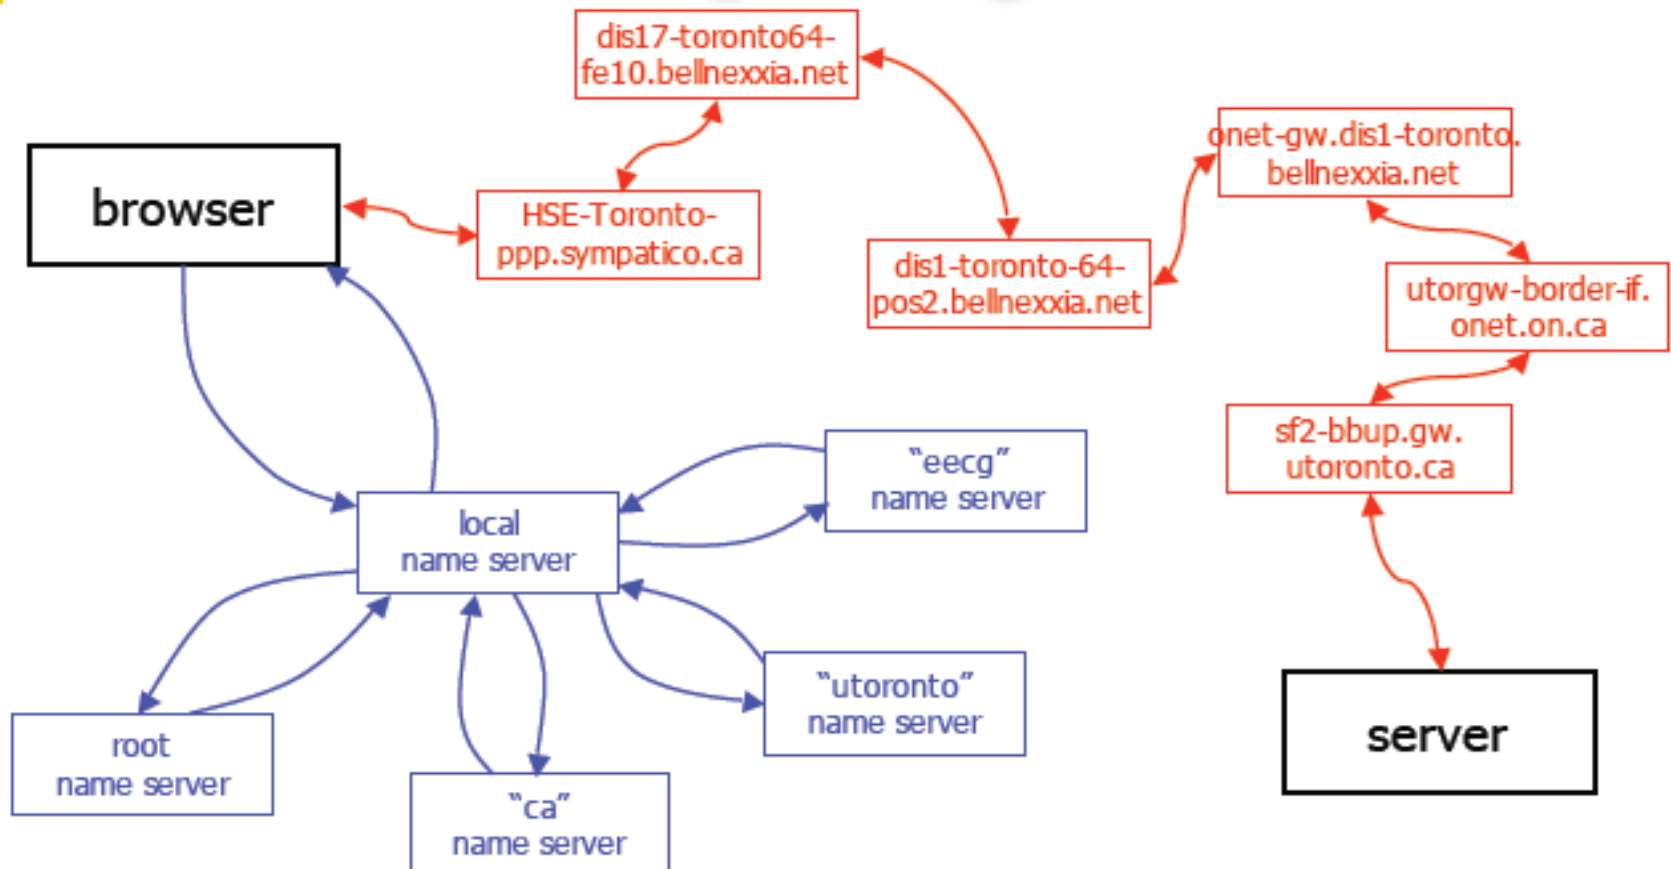 dis17-toronto64-
fe10.bellnexxia.net
onet-gw.dis1-toronto.
bellnexxia.net
browser
HSE-Toronto-
ppp.sympatico.ca
dis1-toronto-64-
pos2.bellnexxia.net
utorgw-border-if.
onet.on.ca
sf2-bbup.gw.
utoronto.ca
“eecg”
name server
local
name server
“utoronto”
name server
server
root
name server
“ca”
name server